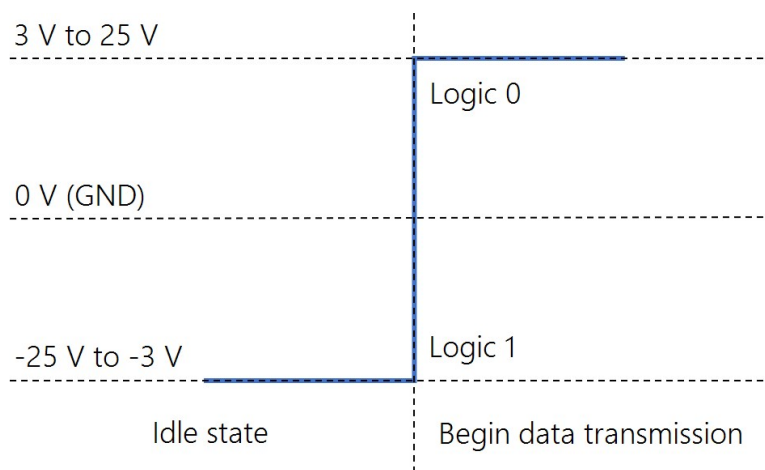 3 V to 25 V
Logic 0
0 V (GND)
Logic 1
-25 V to -3 V
Idle state
Begin data transmission